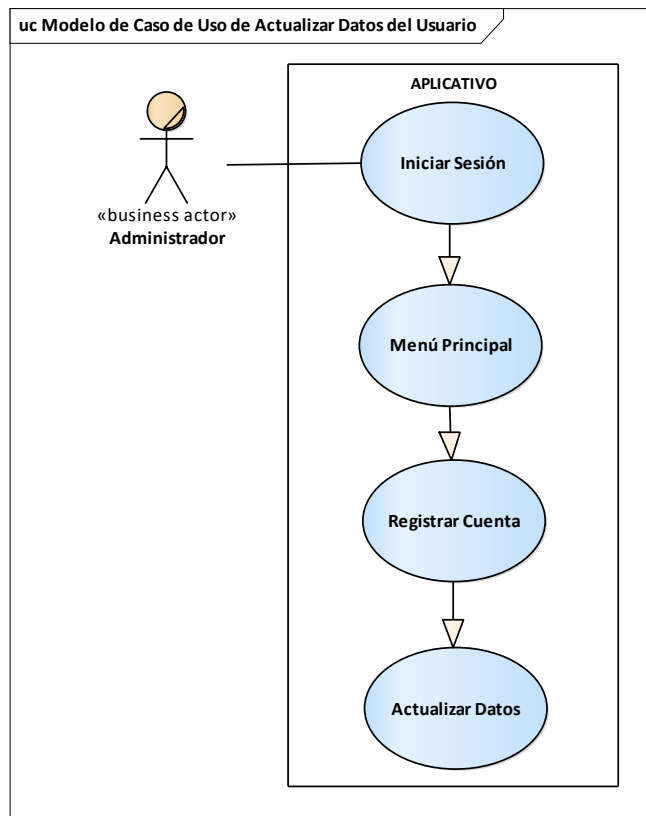 uc Modelo de Caso de Uso de Actualizar Datos del Usuario
APLICATIVO
Iniciar Sesión
«business actor»
Administrador
Menú Principal
Registrar Cuenta
Actualizar Datos